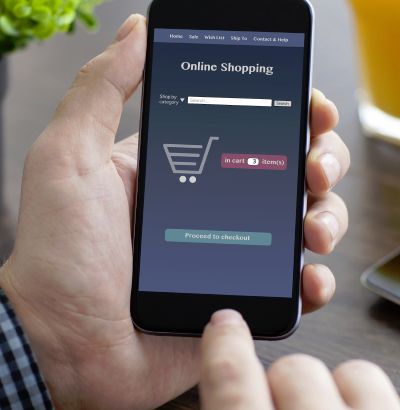 Home Sale Wish List Ship To Contact & Help
Online Shopping
Shop by
category
Search...
Search
in cart 3 item(s)
Proceed to checkout